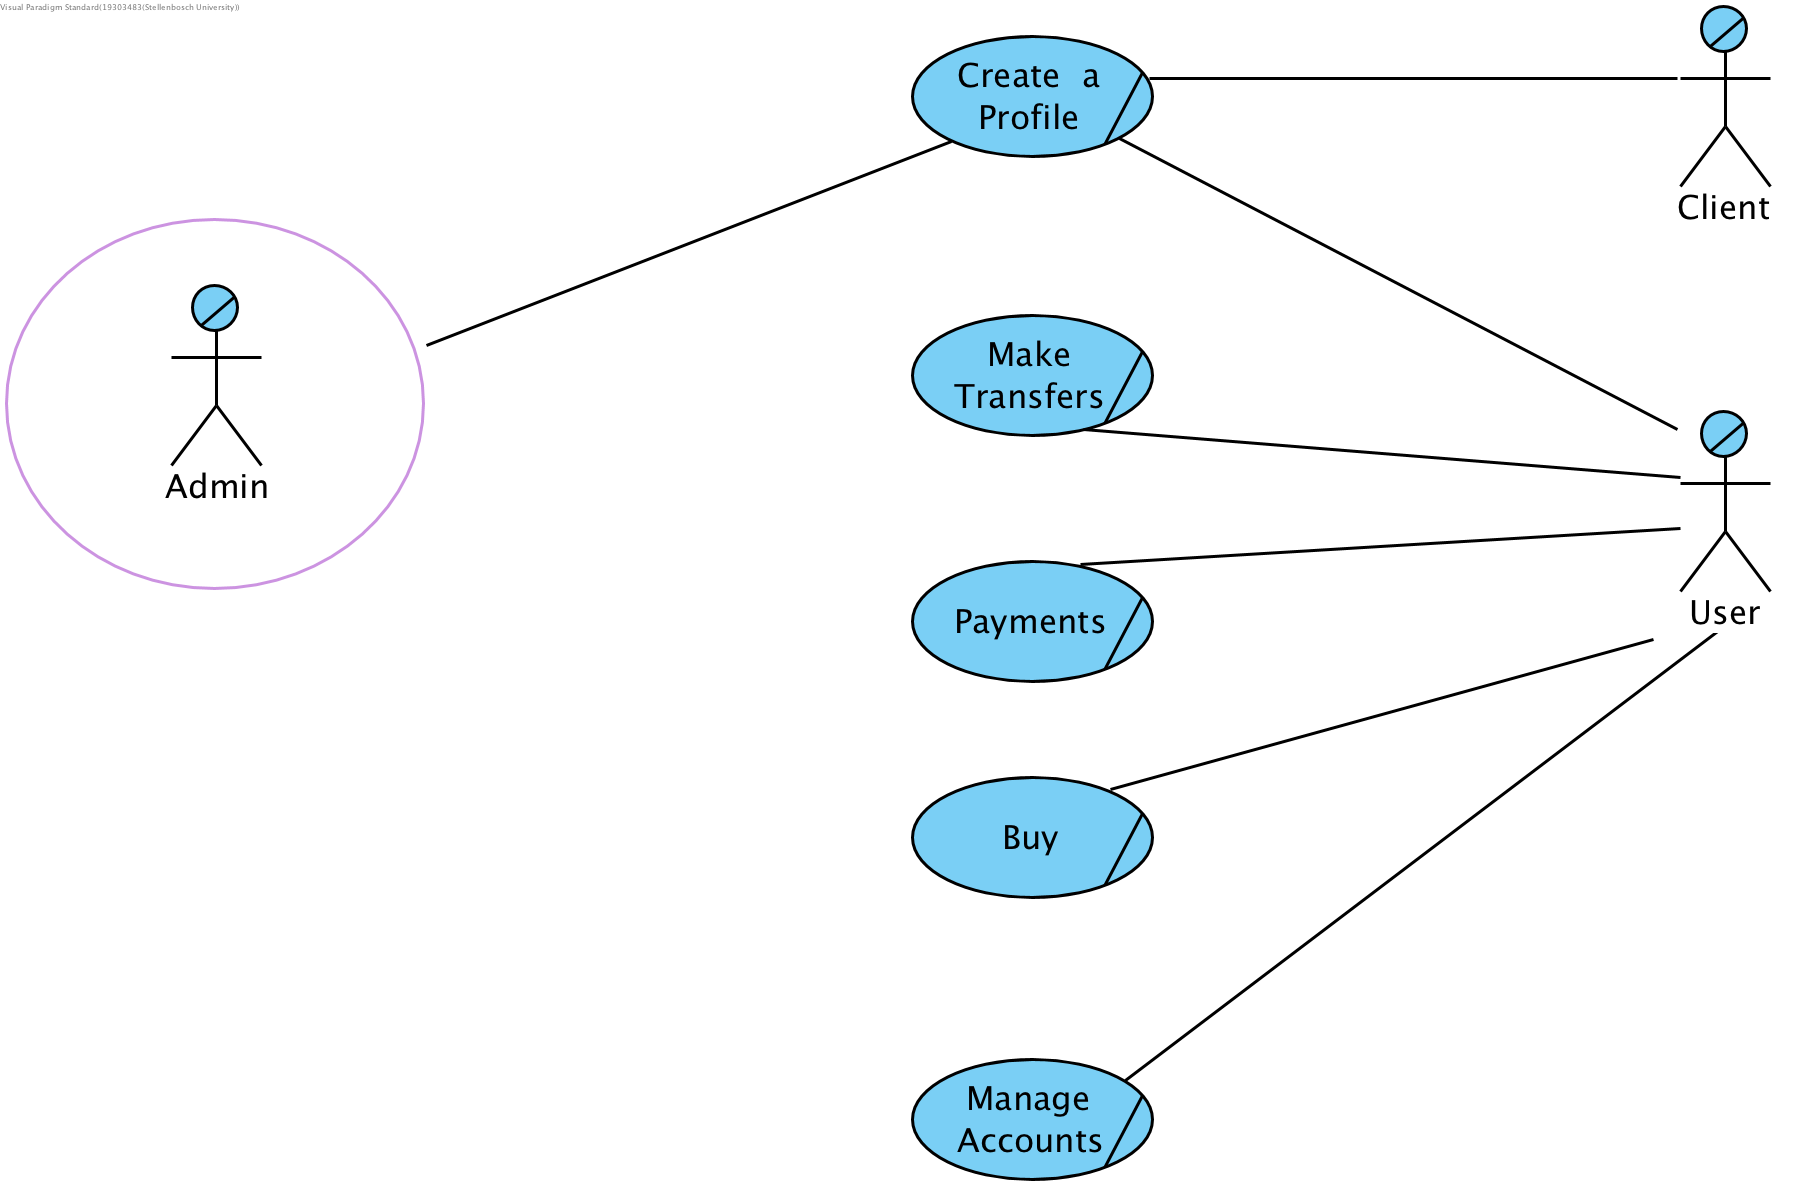 Visual Paradigm Standard(19303483(Stellenbosch University))
Create a
Profile
Client
Make
Transfers
Admin
Payments
User
Buy
Manage
Accounts